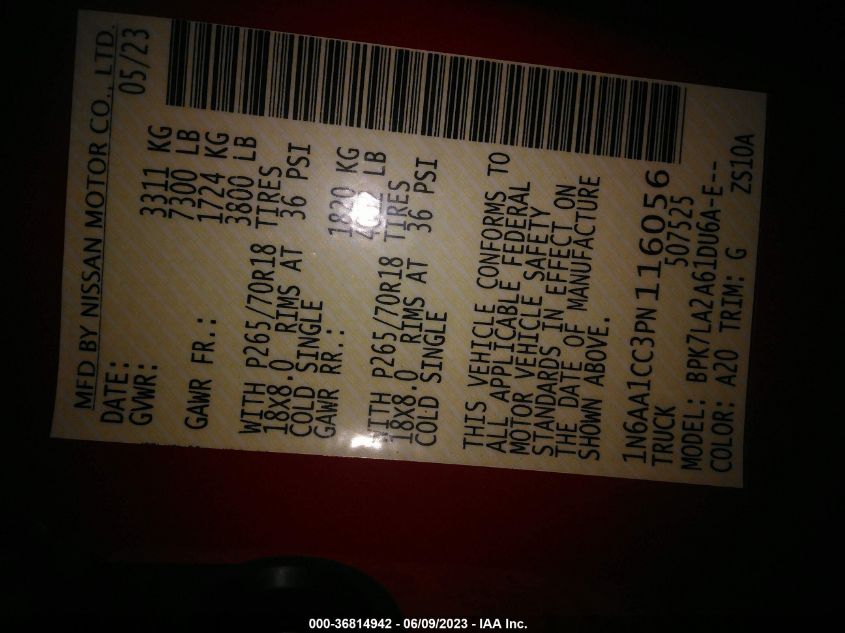 MFD BY NISSAN MOTOR CO., LTD.
DATE: 05/23
GVWR: 3311 KG
7300 LB
GAWR FR.: 1724 KG
3800 LB
WITH P265/70R18 TIRES
18X8.0 RIMS AT 36 PSI
COLD SINGLE
GAWR RR.: 1820 KG
LB
WITH P265/70R18 TIRES
18X8.0 RIMS AT 36 PSI
COLD SINGLE
THIS VEHICLE CONFORMS TO
ALL APPLICABLE FEDERAL
MOTOR VEHICLE SAFETY
STANDARDS IN EFFECT ON
THE DATE OF MANUFACTURE
SHOWN ABOVE.
1N6AA1CC3PN116056
TRUCK 507525
MODEL: BPK7LA2A61DU6A-E--
COLOR: A20 TRIM: G ZS10A
000-36814942 - 06/09/2023 - IAA Inc.